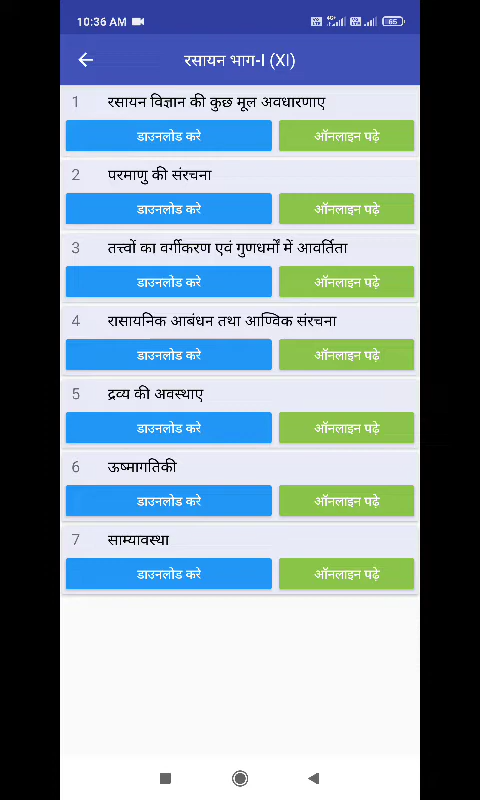 10:36 AM
65
रसायन भाग-I (XI)
1 रसायन विज्ञान की कुछ मूल अवधारणाए
डाउनलोड करे ऑनलाइन पढ़े
2 परमाणु की संरचना
डाउनलोड करे ऑनलाइन पढ़े
3 तत्त्वों का वर्गीकरण एवं गुणधर्मों में आवर्तिता
डाउनलोड करे ऑनलाइन पढ़े
4 रासायनिक आबंधन तथा आण्विक संरचना
डाउनलोड करे ऑनलाइन पढ़े
5 द्रव्य की अवस्थाए
डाउनलोड करे ऑनलाइन पढ़े
6 ऊष्मागतिकी
डाउनलोड करे ऑनलाइन पढ़े
7 साम्यावस्था
डाउनलोड करे ऑनलाइन पढ़े